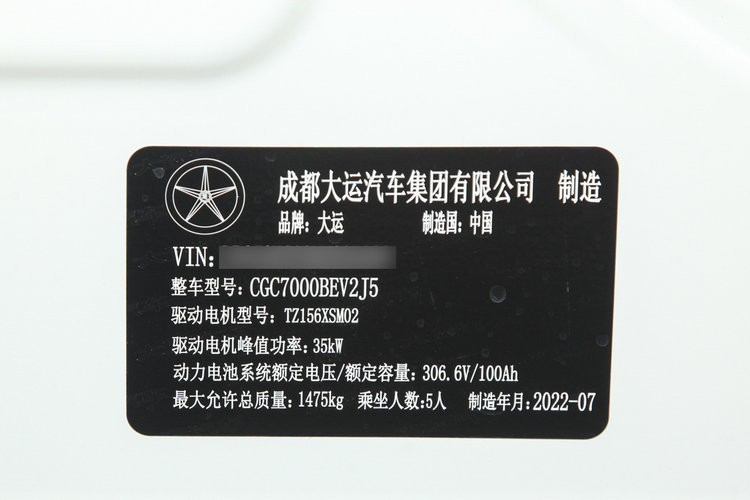 成都大运汽车集团有限公司 制造
品牌: 大运 制造国: 中国
VIN:
整车型号: CGC7000BEV2J5
驱动电机型号: TZ156XSM02
驱动电机峰值功率: 35kW
动力电池系统额定电压/额定容量: 306.6V/100Ah
最大允许总质量: 1475kg 乘坐人数: 5人 制造年月: 2022-07